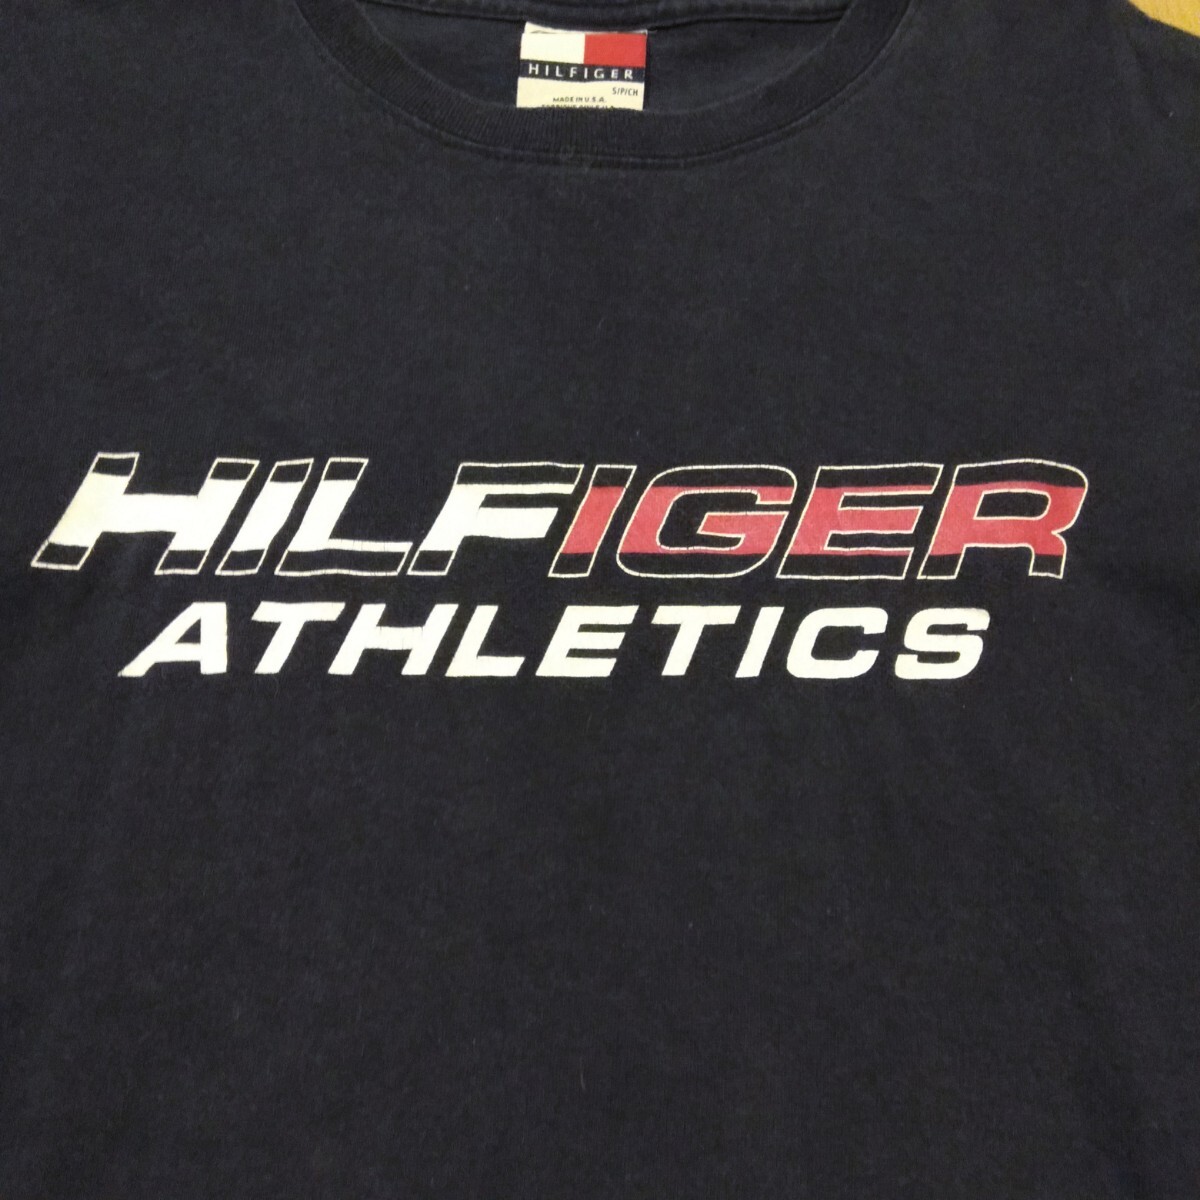 HILFIGER
S/P/CH
MADE IN U.S.A.
HILFIGER
ATHLETICS